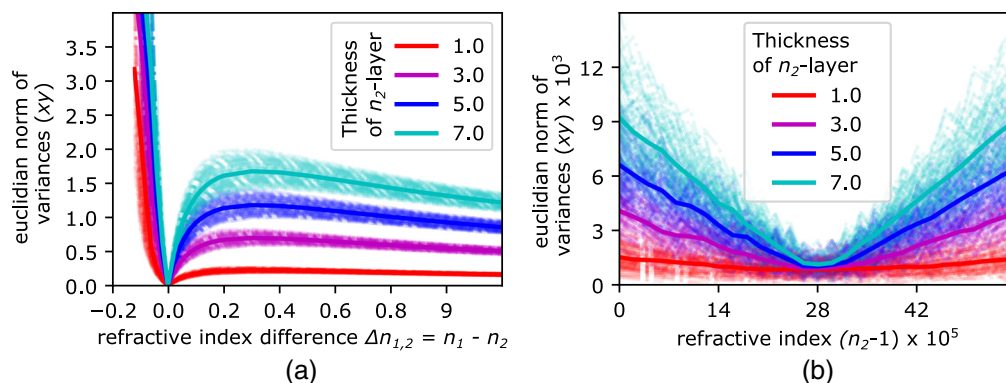 euclidian norm of
variances (xy)
3.5
3.0
2.5
2.0
1.5
1.0
0.5
0.0
Thickness
of n₂-layer
1.0
3.0
5.0
7.0
−0.2 0.0 0.2 0.4 0.6 0.8 1.0
refractive index difference Δn₁,₂ = n₁ - n₂
(a)
euclidian norm of
variances (xy) x 10³
12
9
6
3
0
Thickness
of n₂-layer
1.0
3.0
5.0
7.0
0 14 28 42
refractive index (n₂-1) x 10⁵
(b)